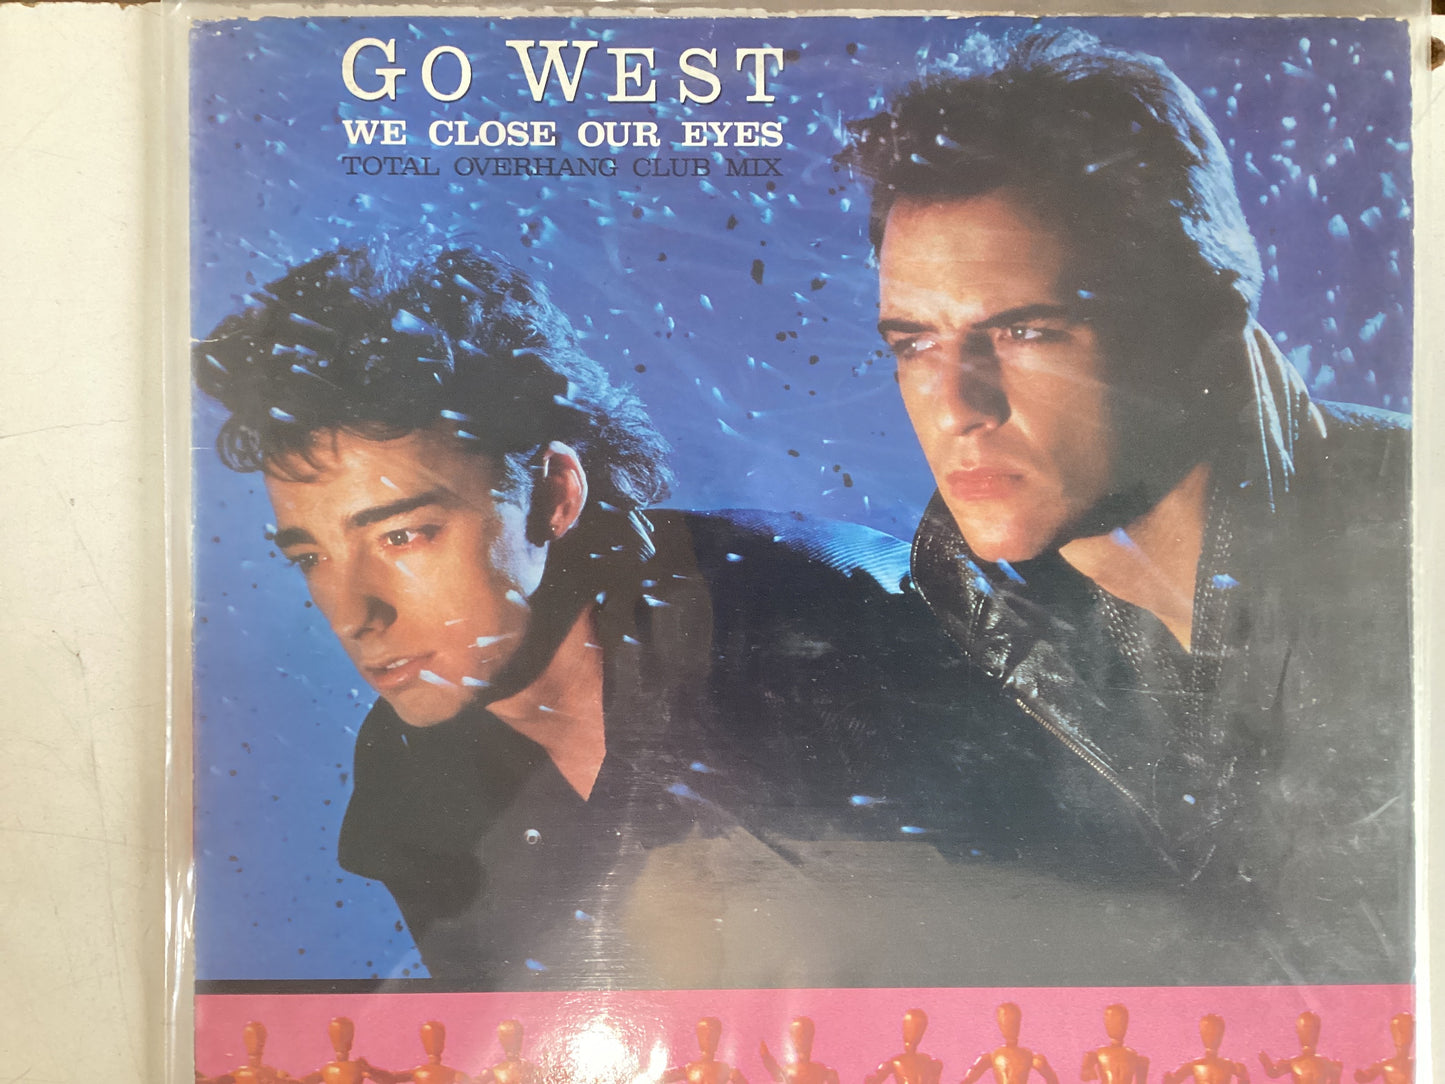 GO WEST
WE CLOSE OUR EYES
TOTAL OVERHANG CLUB MIX